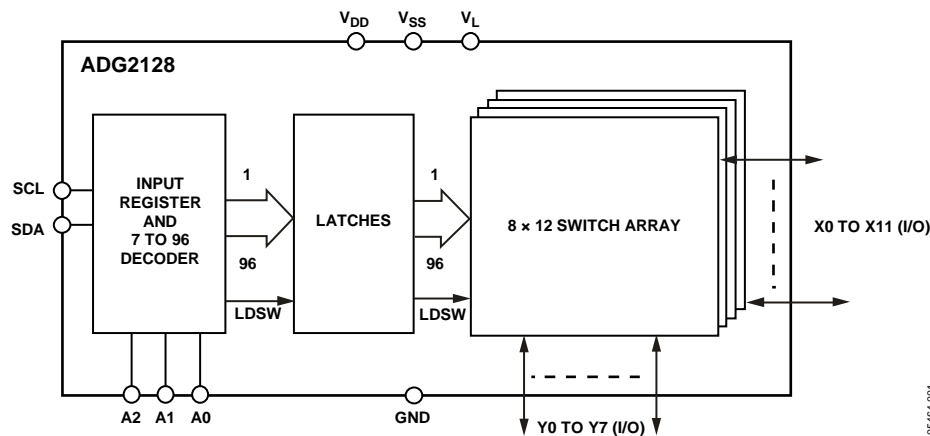 VDD VSS VL
ADG2128
SCL
SDA
INPUT
REGISTER
AND
7 TO 96
DECODER
1
96
LDSW
LATCHES
1
96
LDSW
8 × 12 SWITCH ARRAY
X0 TO X11 (I/O)
A2 A1 A0
GND
Y0 TO Y7 (I/O)